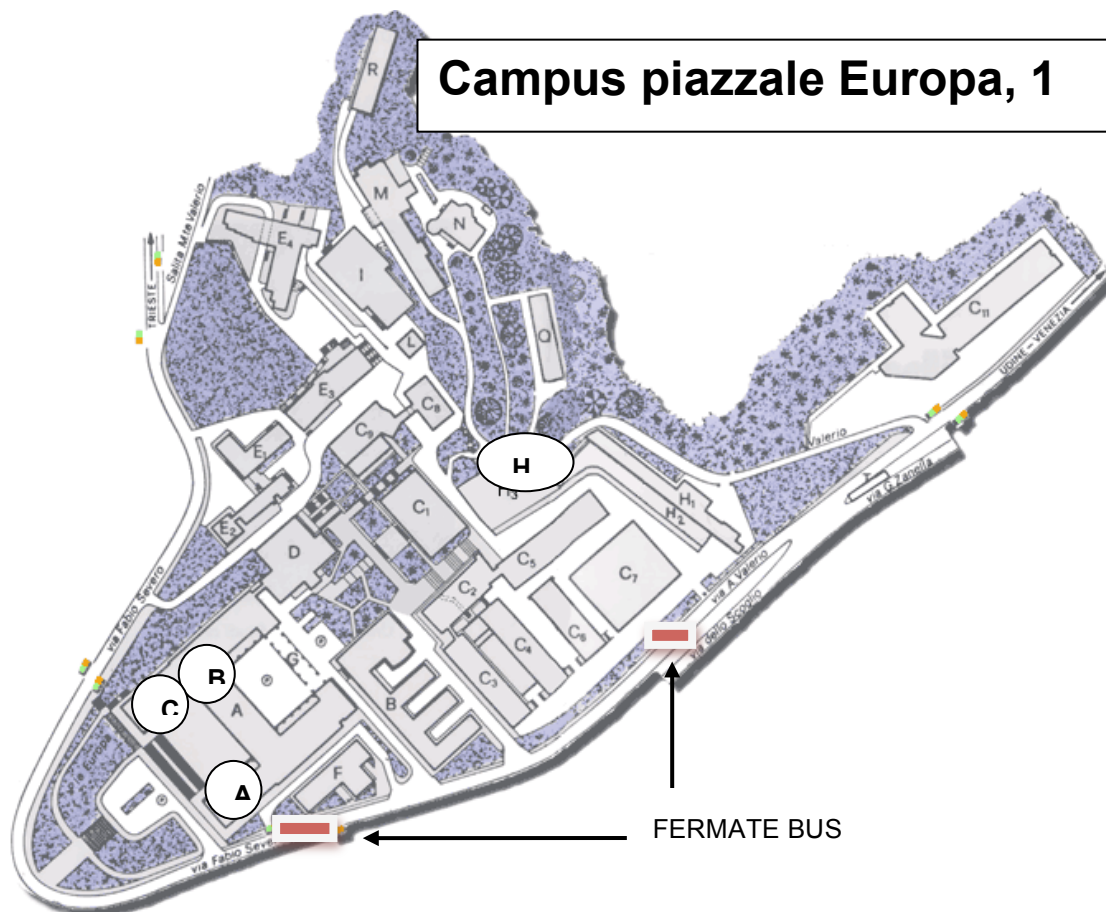 Campus piazzale Europa, 1
R
M
N
E4
I
Salita Mte Valerio
TRIESTE
L
Q
C11
UDINE - VENEZIA
E3
C8
C9
Valerio
E1
H
H3
H1
H2
via G. Zanella
C1
E2
D
C5
C7
C2
C6
via A. Valerio
via dello Scoglio
via Fabio Severo
C4
G
B
C
A
C3
B
le Europa
A
F
FERMATE BUS
via Fabio Severo